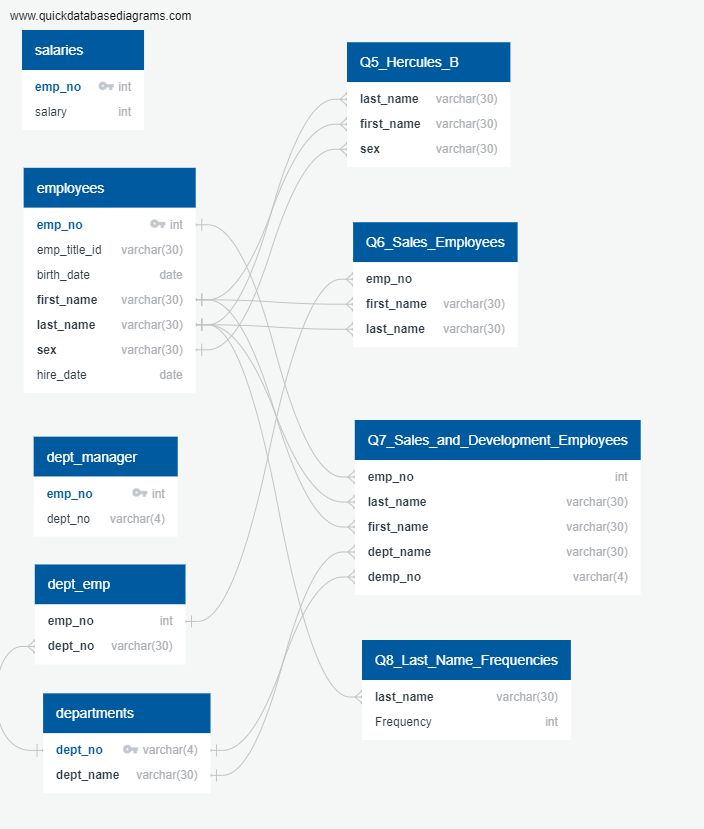 www.quickdatabasediagrams.com
salaries
emp_no int
salary int
employees
emp_no int
emp_title_id varchar(30)
birth_date date
first_name varchar(30)
last_name varchar(30)
sex varchar(30)
hire_date date
dept_manager
emp_no int
dept_no varchar(4)
dept_emp
emp_no int
dept_no varchar(30)
departments
dept_no varchar(4)
dept_name varchar(30)
Q5_Hercules_B
last_name varchar(30)
first_name varchar(30)
sex varchar(30)
Q6_Sales_Employees
emp_no
first_name varchar(30)
last_name varchar(30)
Q7_Sales_and_Development_Employees
emp_no int
last_name varchar(30)
first_name varchar(30)
dept_name varchar(30)
demp_no varchar(4)
Q8_Last_Name_Frequencies
last_name varchar(30)
Frequency int